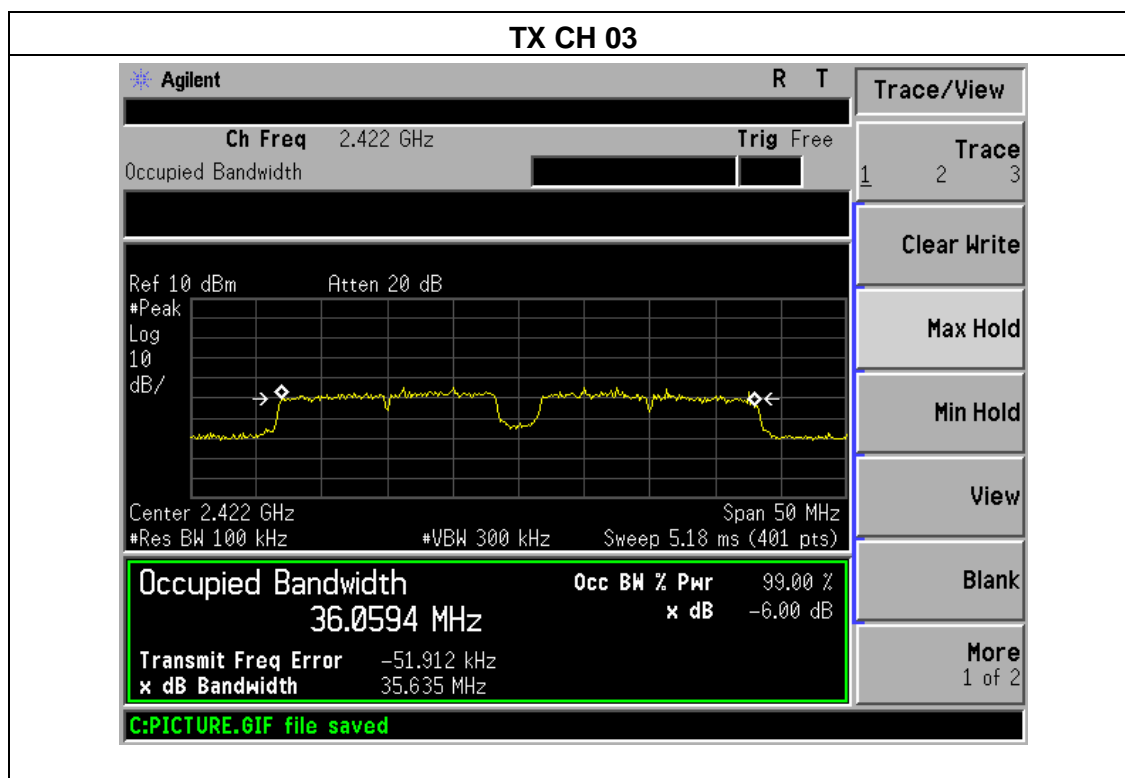 TX CH 03
Agilent R T
Trace/View
Ch Freq 2.422 GHz Trig Free
Occupied Bandwidth
Trace
1 2 3
Clear Write
Ref 10 dBm Atten 20 dB
#Peak
Log
10
dB/
Max Hold
Min Hold
View
Center 2.422 GHz Span 50 MHz
#Res BW 100 kHz #VBW 300 kHz Sweep 5.18 ms (401 pts)
Occupied Bandwidth Occ BW % Pwr 99.00 %
36.0594 MHz x dB -6.00 dB
Blank
Transmit Freq Error -51.912 kHz
x dB Bandwidth 35.635 MHz
More
1 of 2
C:PICTURE.GIF file saved